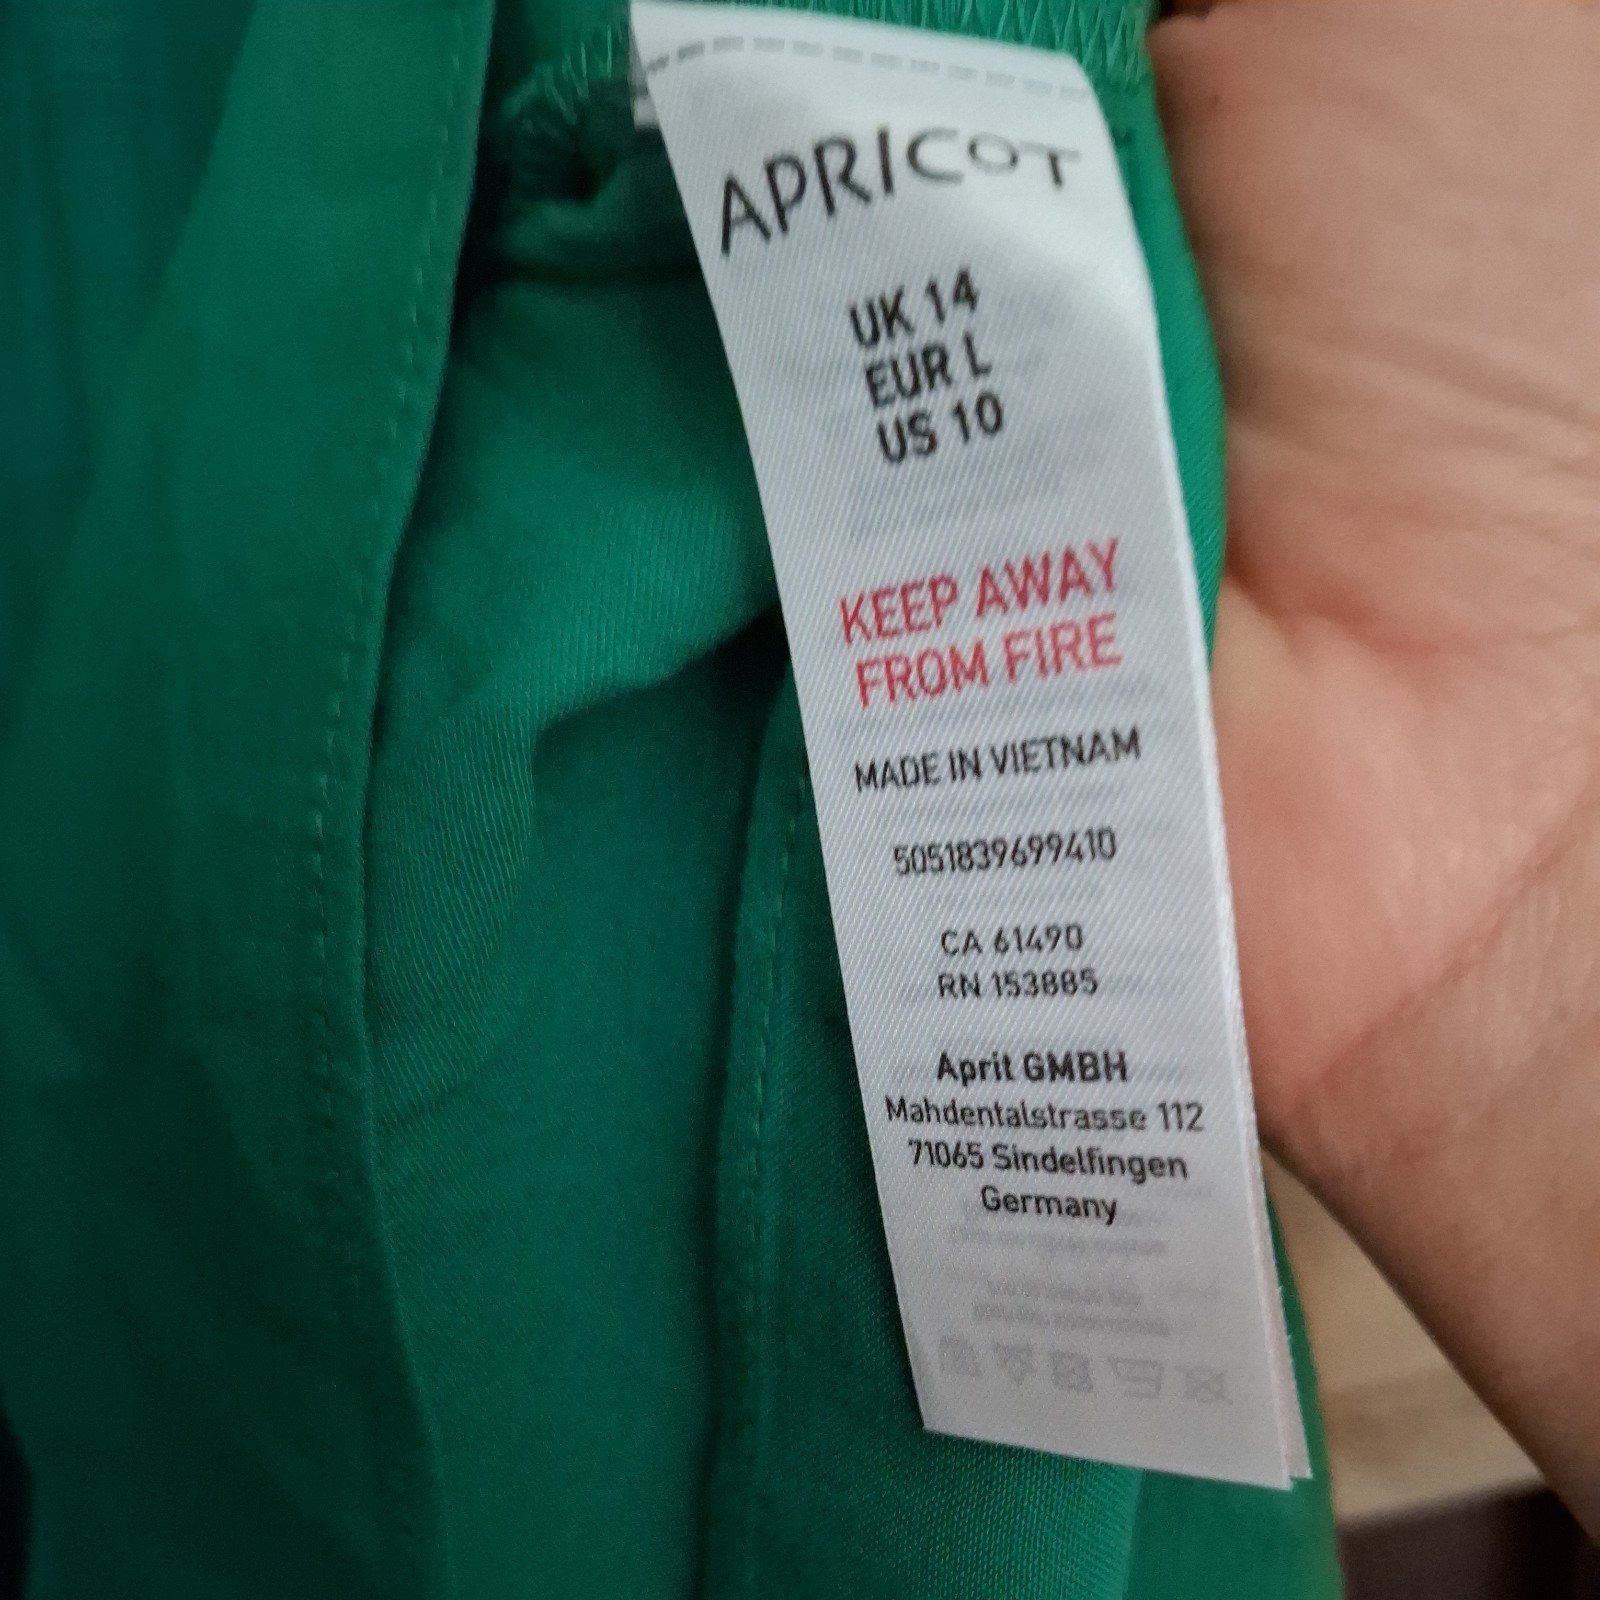 APRICOT
UK 14
EUR L
US 10
KEEP AWAY
FROM FIRE
MADE IN VIETNAM
5051839699410
CA 61490
RN 153885
Aprit GMBH
Mahdentalstrasse 112
71065 Sindelfingen
Germany